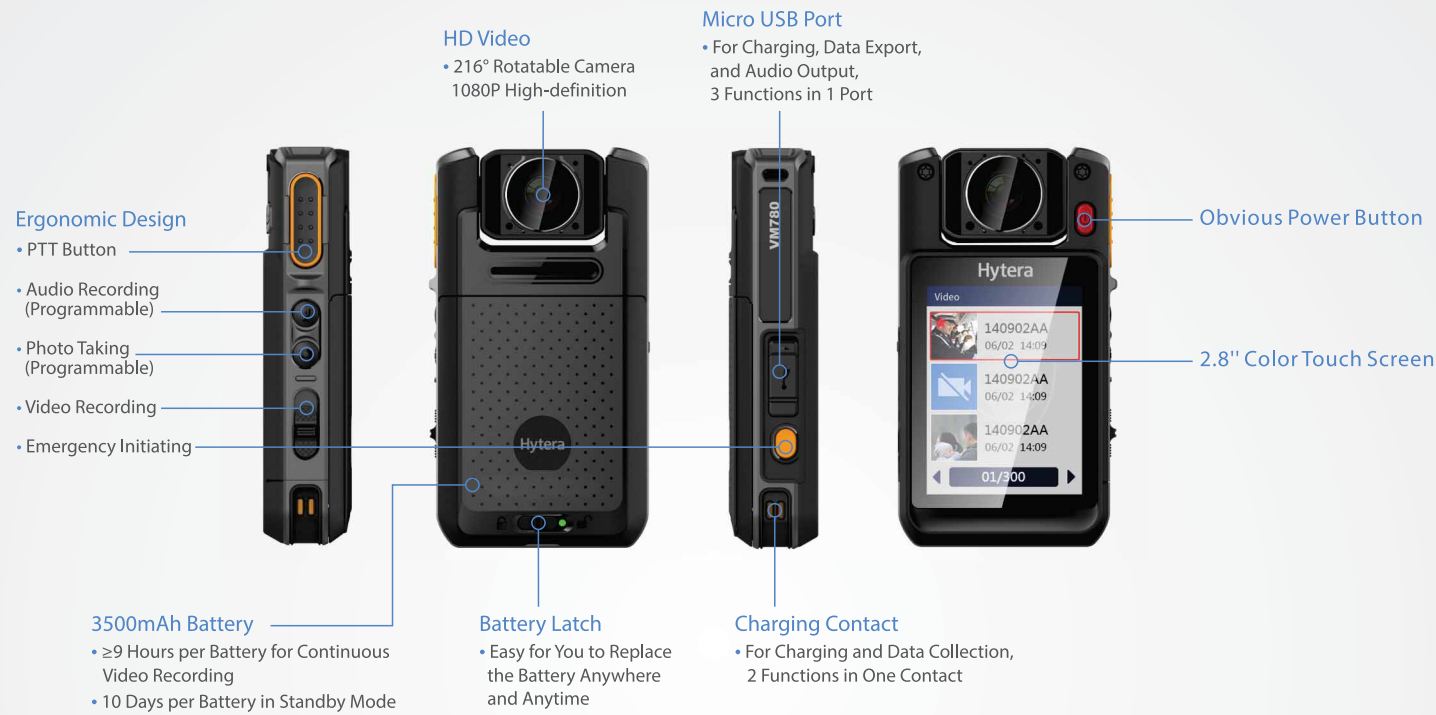 HD Video
• 216° Rotatable Camera
1080P High-definition
Micro USB Port
• For Charging, Data Export,
and Audio Output,
3 Functions in 1 Port
Ergonomic Design
• PTT Button
• Audio Recording
(Programmable)
• Photo Taking
(Programmable)
• Video Recording
• Emergency Initiating
Hytera
VM780
Hytera
Video
140902AA
06/02 14:09
140902AA
06/02 14:09
140902AA
06/02 14:09
01/300
Obvious Power Button
2.8'' Color Touch Screen
3500mAh Battery
• ≥9 Hours per Battery for Continuous
Video Recording
• 10 Days per Battery in Standby Mode
Battery Latch
• Easy for You to Replace
the Battery Anywhere
and Anytime
Charging Contact
• For Charging and Data Collection,
2 Functions in One Contact